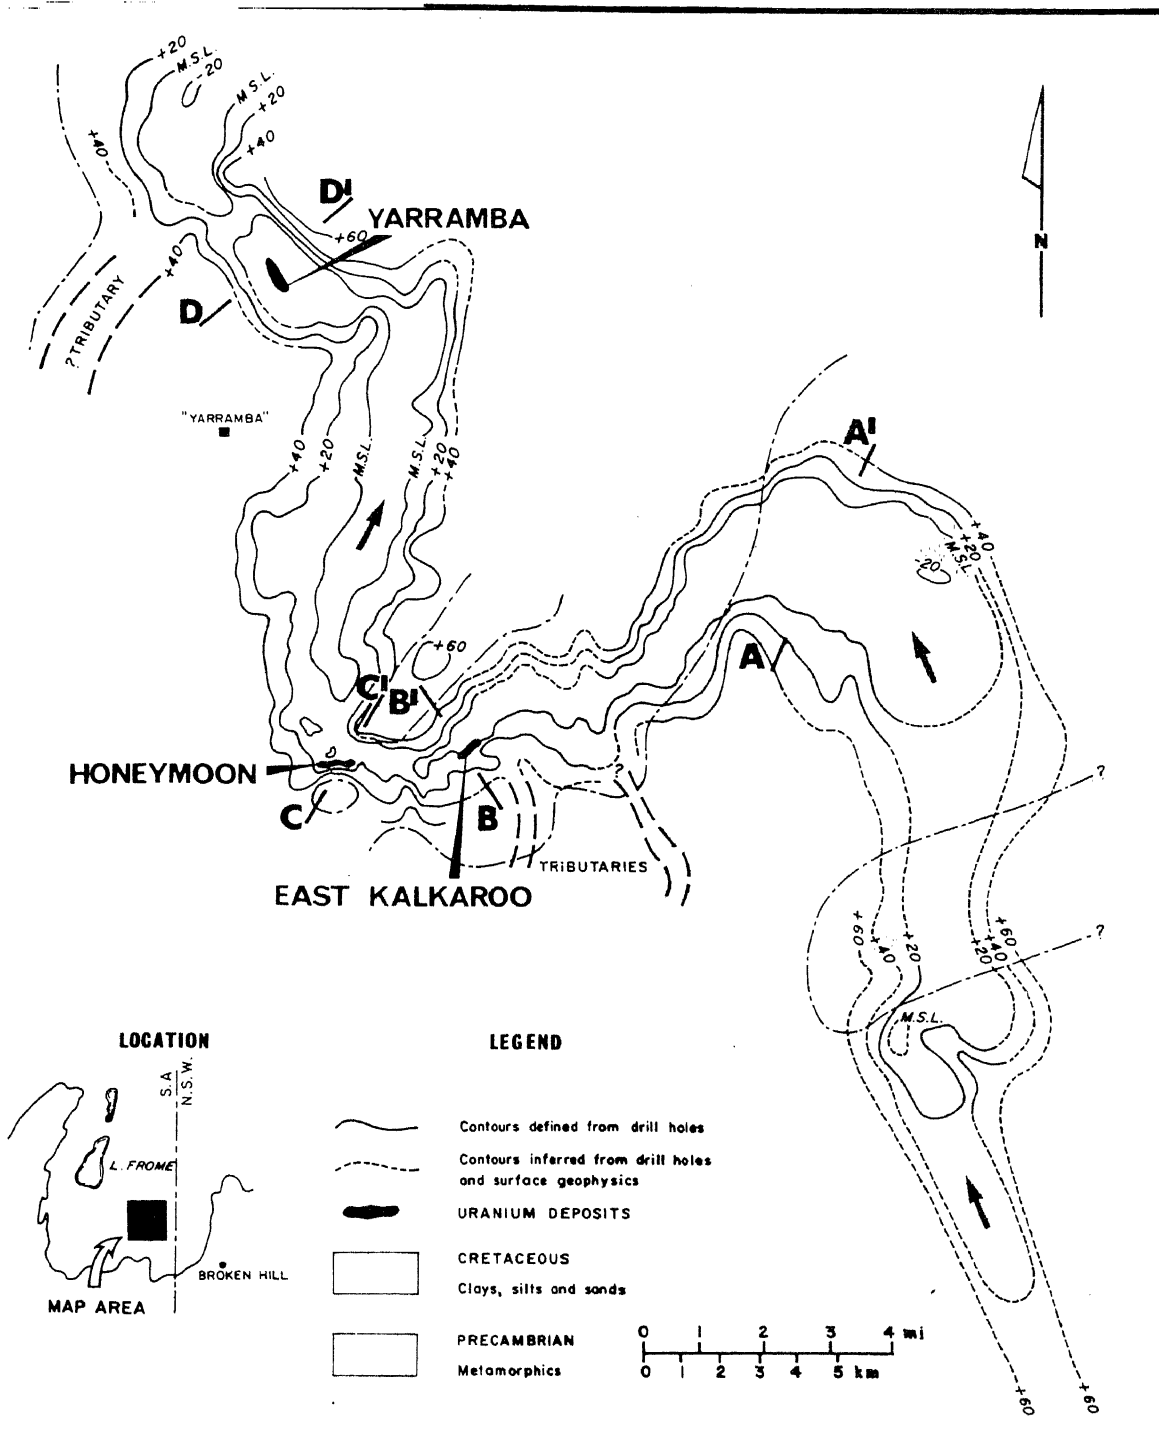 +20
M.S.L.
-20
M.S.L.
+20
+40
+40
D'
YARRAMBA
+60
N
+40
D
?TRIBUTARY
"YARRAMBA"
A'
+40
+20
M.S.L.
M.S.L.
+20
+40
+40
+20
M.S.L.
-20
+60
A
C'
B'
HONEYMOON
?
?
C
B
TRIBUTARIES
EAST KALKAROO
+60
+40
+20
+60
+40
+20
?
M.S.L.
LOCATION
S.A
N.S.W.
L. FROME
BROKEN HILL
MAP AREA
LEGEND
Contours defined from drill holes
Contours inferred from drill holes
and surface geophysics
URANIUM DEPOSITS
CRETACEOUS
Clays, silts and sands
PRECAMBRIAN
Metamorphics
0 1 2 3 4 mi
0 1 2 3 4 5 km
+60
+60